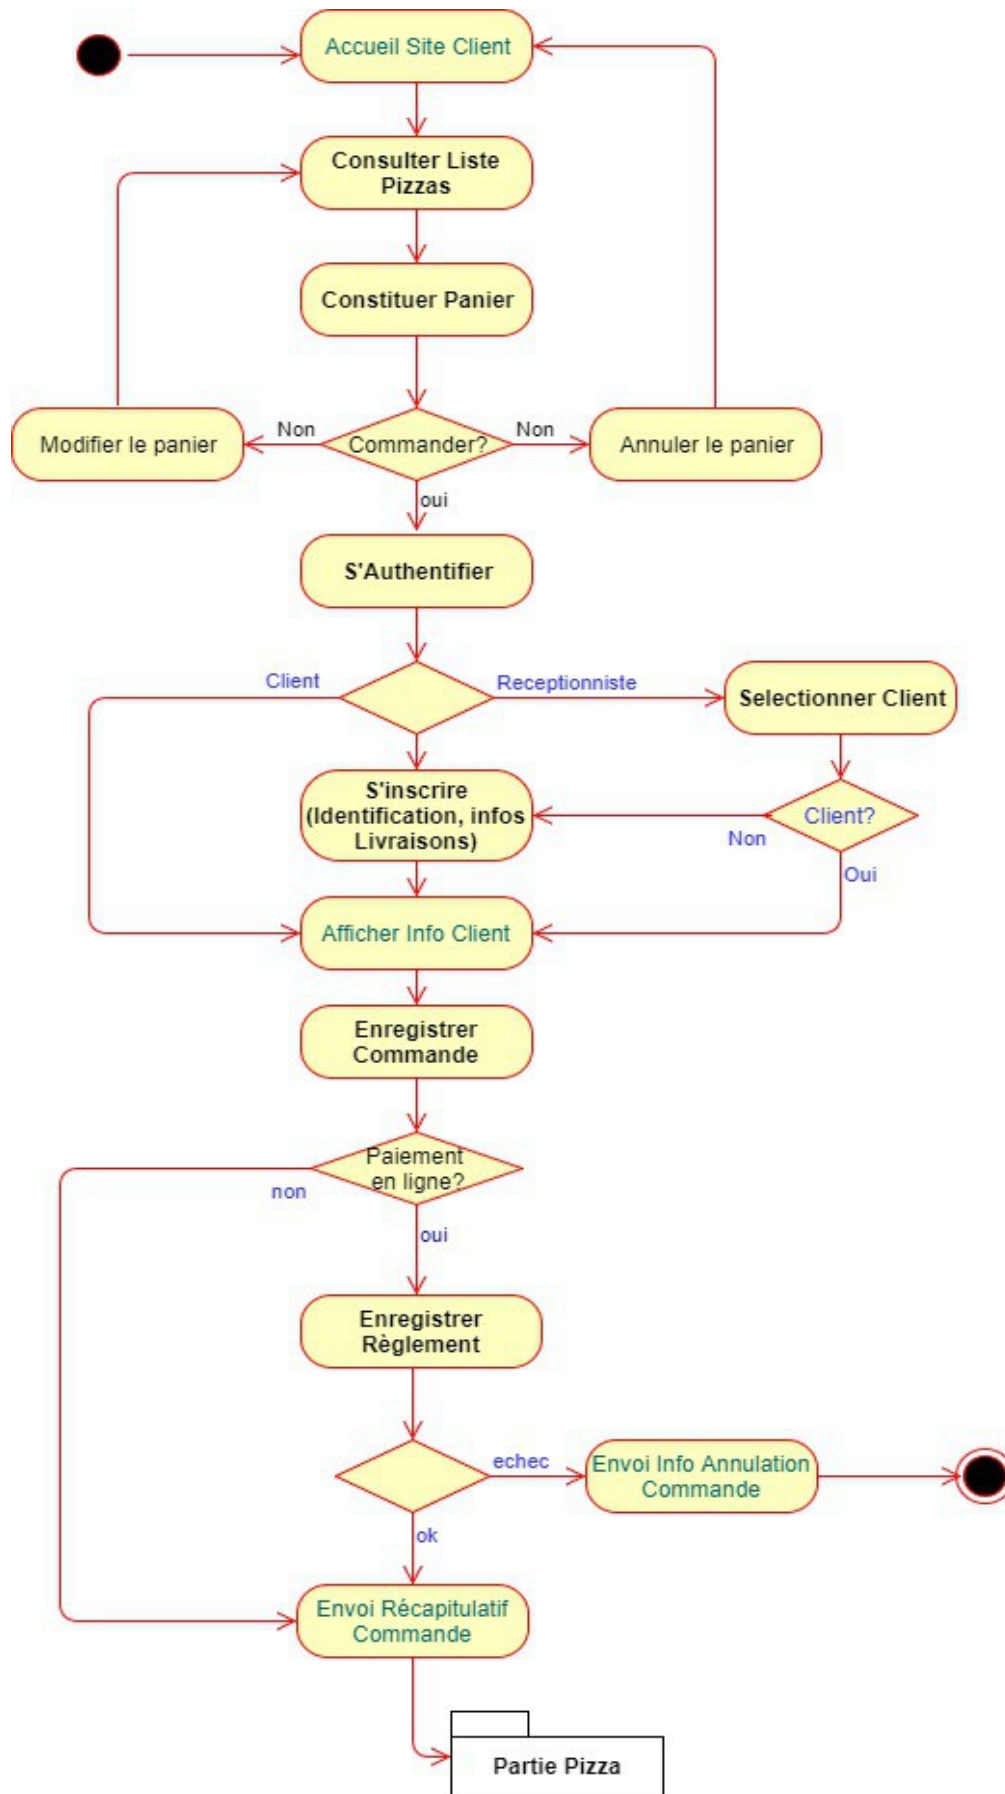 Accueil Site Client
Consulter Liste
Pizzas
Constituer Panier
Modifier le panier
Non
Commander?
Non
Annuler le panier
oui
S'Authentifier
Client
Receptionniste
Selectionner Client
S'inscrire
(Identification, infos
Livraisons)
Client?
Non
Oui
Afficher Info Client
Enregistrer
Commande
Paiement
en ligne?
non
oui
Enregistrer
Règlement
echec
Envoi Info Annulation
Commande
ok
Envoi Récapitulatif
Commande
Partie Pizza